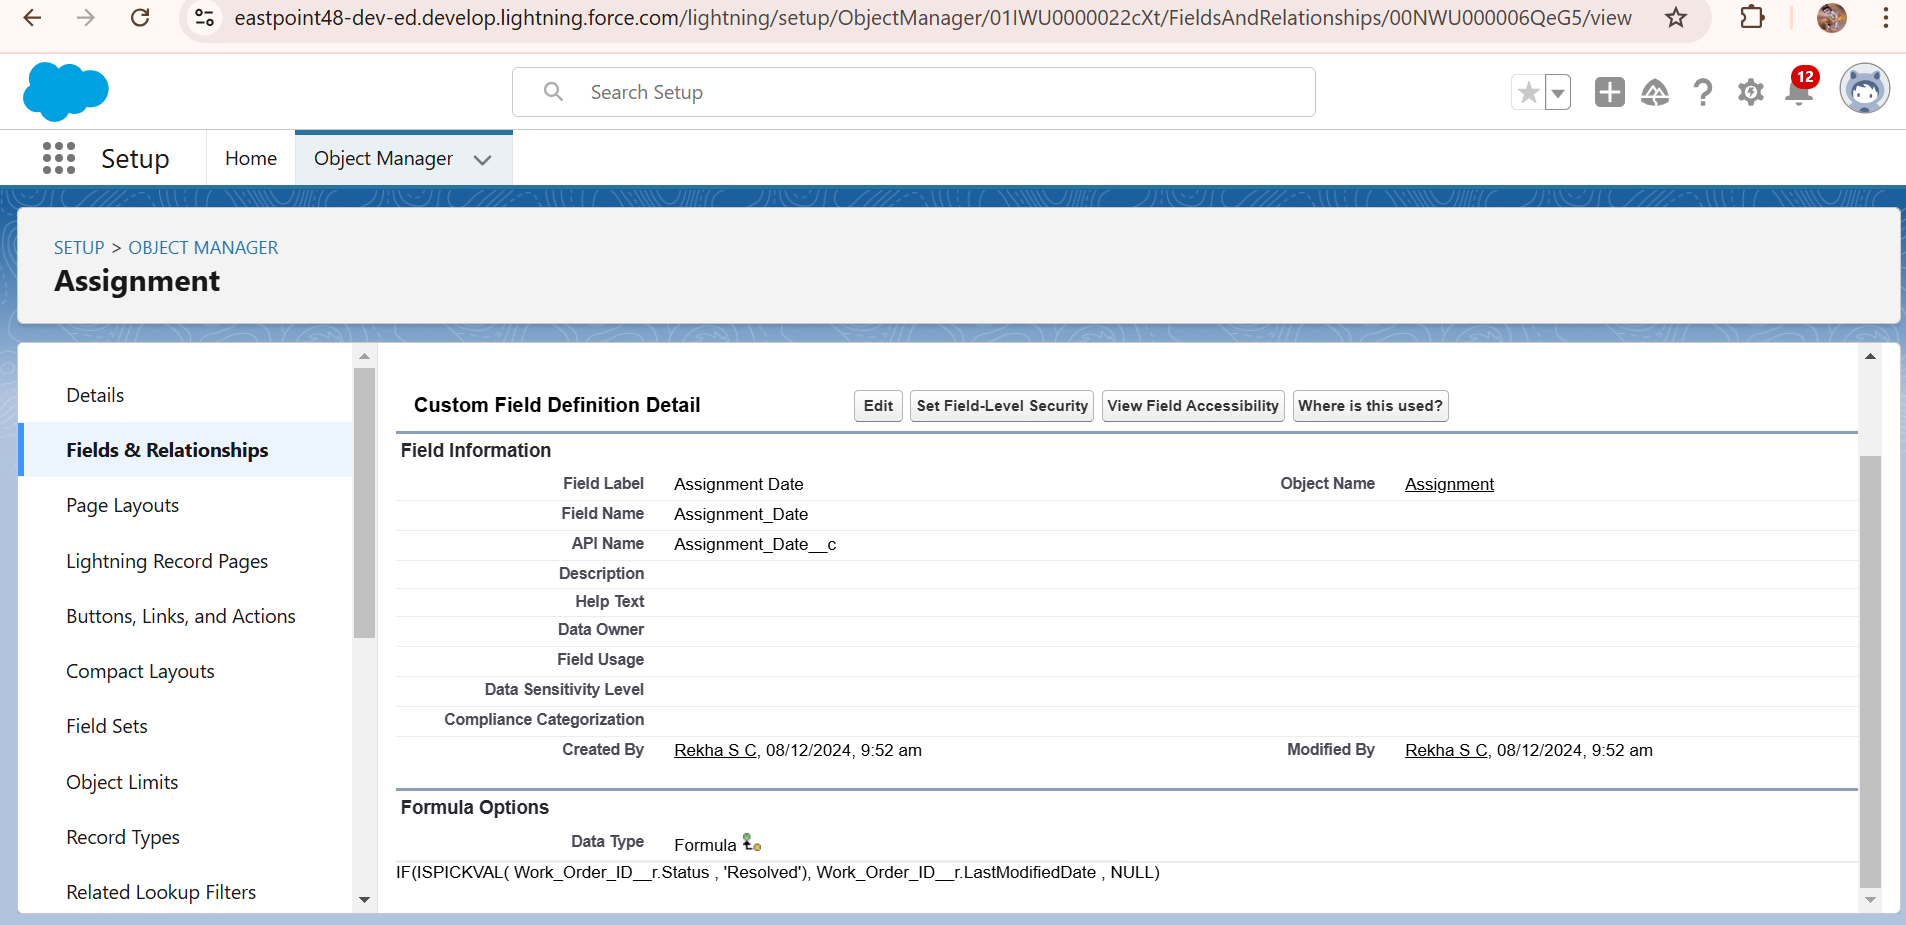 eastpoint48-dev-ed.develop.lightning.force.com/lightning/setup/ObjectManager/01IWU0000022cXt/FieldsAndRelationships/00NWU000006QeG5/view
Search Setup
12
Setup
Home
Object Manager
SETUP > OBJECT MANAGER
Assignment
Details
Fields & Relationships
Page Layouts
Lightning Record Pages
Buttons, Links, and Actions
Compact Layouts
Field Sets
Object Limits
Record Types
Related Lookup Filters
Custom Field Definition Detail
Edit
Set Field-Level Security
View Field Accessibility
Where is this used?
Field Information
Field Label Assignment Date Object Name Assignment
Field Name Assignment_Date
API Name Assignment_Date__c
Description
Help Text
Data Owner
Field Usage
Data Sensitivity Level
Compliance Categorization
Created By Rekha S C, 08/12/2024, 9:52 am Modified By Rekha S C, 08/12/2024, 9:52 am
Formula Options
Data Type Formula
IF(ISPICKVAL( Work_Order_ID__r.Status , 'Resolved'), Work_Order_ID__r.LastModifiedDate , NULL)